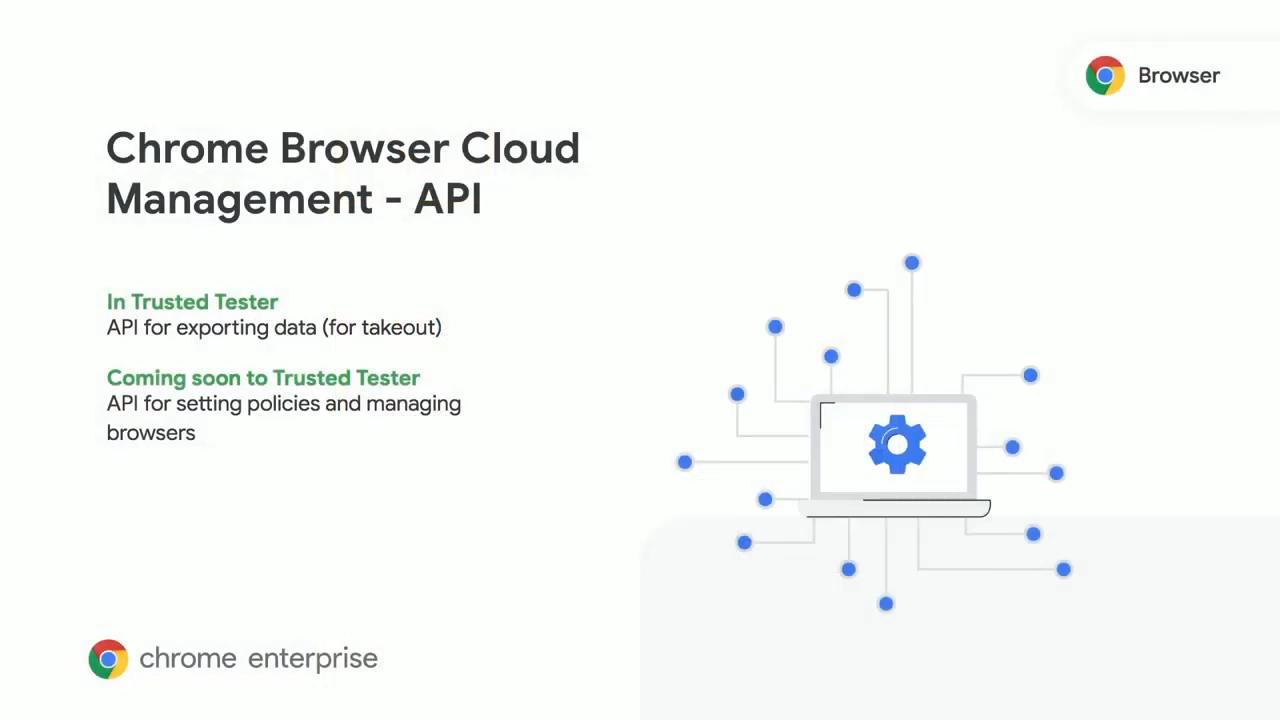 Browser
Chrome Browser Cloud
Management - API
In Trusted Tester
API for exporting data (for takeout)
Coming soon to Trusted Tester
API for setting policies and managing
browsers
chrome enterprise